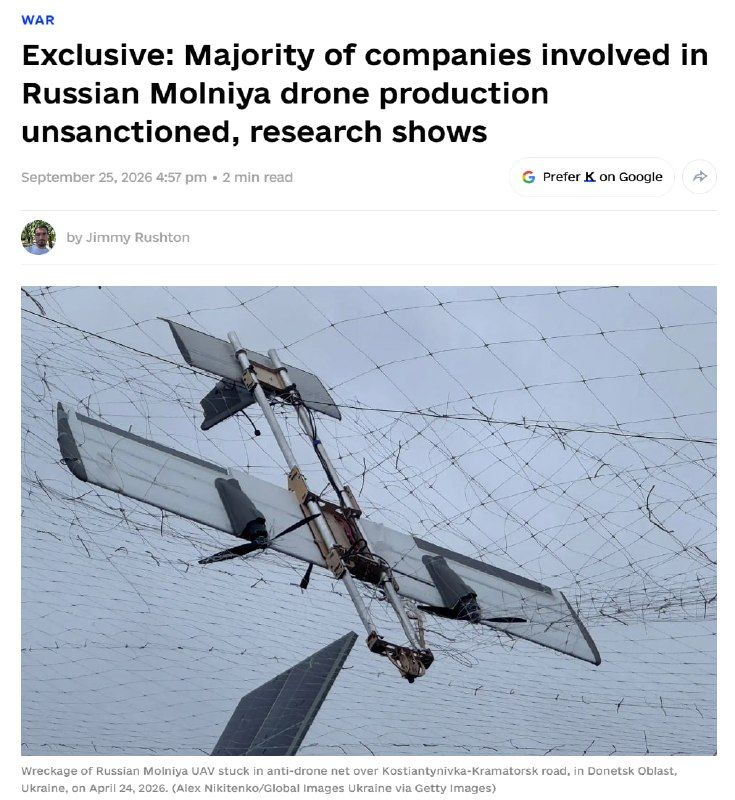 WAR
Exclusive: Majority of companies involved in
Russian Molniya drone production
unsanctioned, research shows
September 25, 2026 4:57 pm • 2 min read
Prefer K on Google
by Jimmy Rushton
Wreckage of Russian Molniya UAV stuck in anti-drone net over Kostiantynivka-Kramatorsk road, in Donetsk Oblast,
Ukraine, on April 24, 2026. (Alex Nikitenko/Global Images Ukraine via Getty Images)